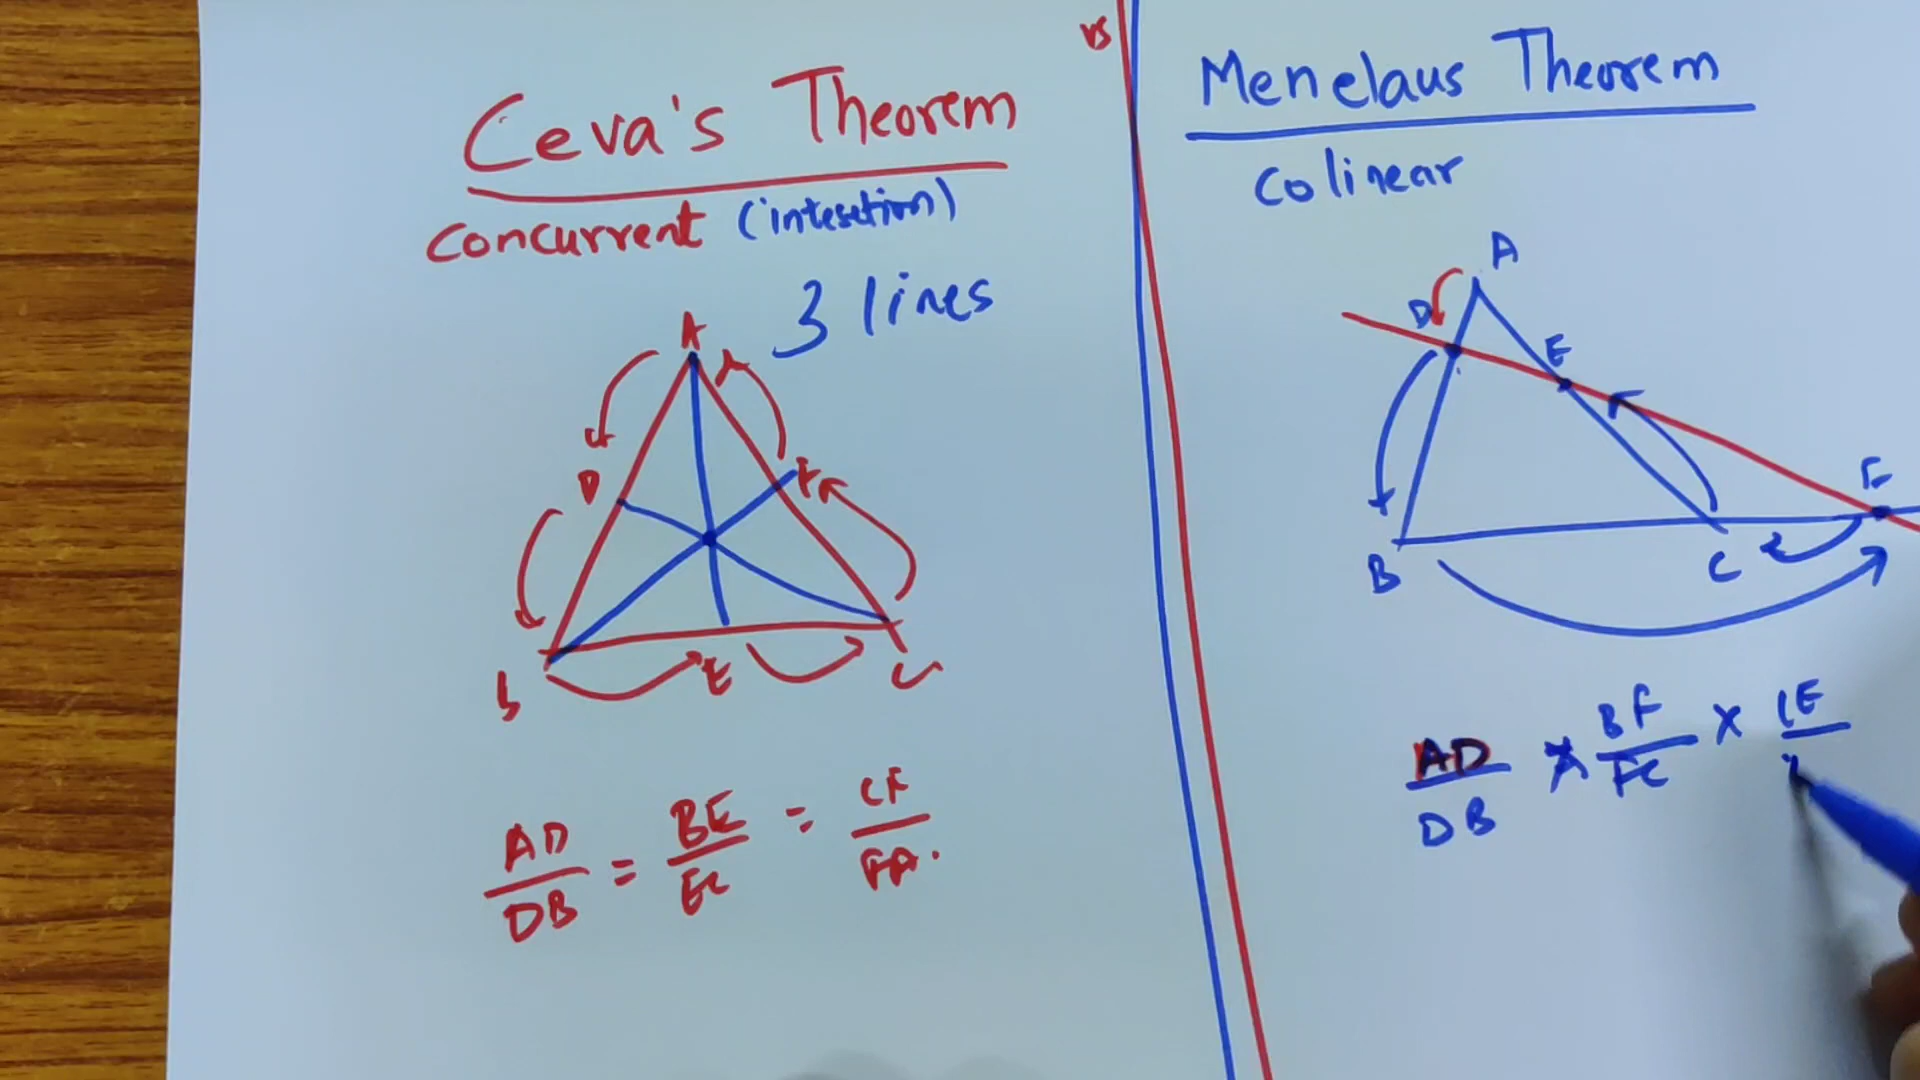 Ceva's Theorem
concurrent (intesetion)
3 lines
A
D
F
B
E
C
AD/DB = BE/EC = CF/FA.
vs
Menelaus Theorem
colinear
A
D
E
F
B
C
AD/DB × BF/FC × CE